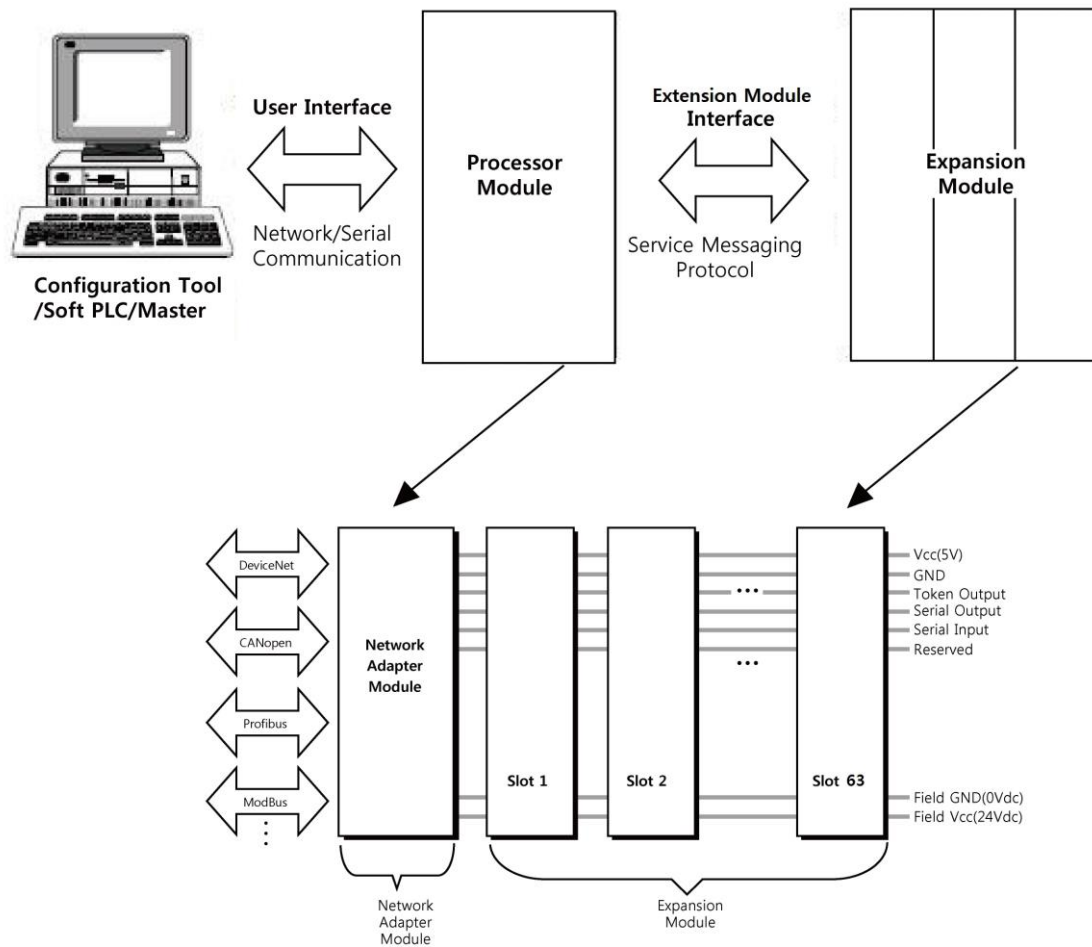 User Interface
Network/Serial
Communication
Configuration Tool
/Soft PLC/Master
Processor
Module
Extension Module
Interface
Service Messaging
Protocol
Expansion
Module
DeviceNet
CANopen
Profibus
ModBus
Network
Adapter
Module
Slot 1
Slot 2
Slot 63
Vcc(5V)
GND
Token Output
Serial Output
Serial Input
Reserved
Field GND(0Vdc)
Field Vcc(24Vdc)
Network
Adapter
Module
Expansion
Module